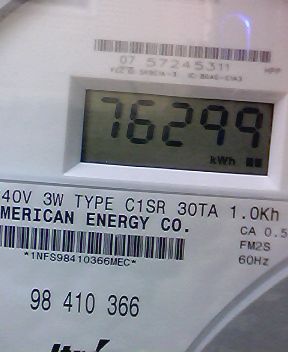 07 57245311
HPP
76299
kWh
40V 3W TYPE C1SR 30TA 1.0Kh
MERICAN ENERGY CO.
CA 0.5
FM2S
*1NFS98410366MEC*
60Hz
98 410 366